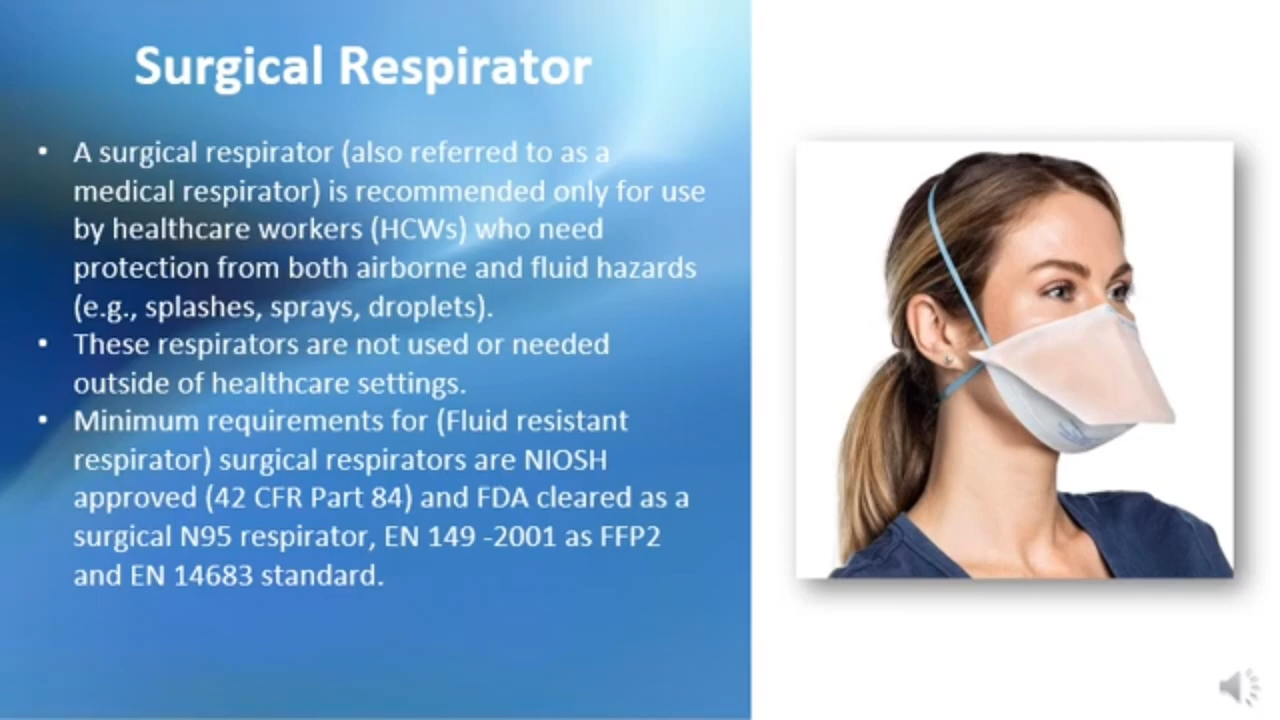 Surgical Respirator
• A surgical respirator (also referred to as a
medical respirator) is recommended only for use
by healthcare workers (HCWs) who need
protection from both airborne and fluid hazards
(e.g., splashes, sprays, droplets).
• These respirators are not used or needed
outside of healthcare settings.
• Minimum requirements for (Fluid resistant
respirator) surgical respirators are NIOSH
approved (42 CFR Part 84) and FDA cleared as a
surgical N95 respirator, EN 149 -2001 as FFP2
and EN 14683 standard.